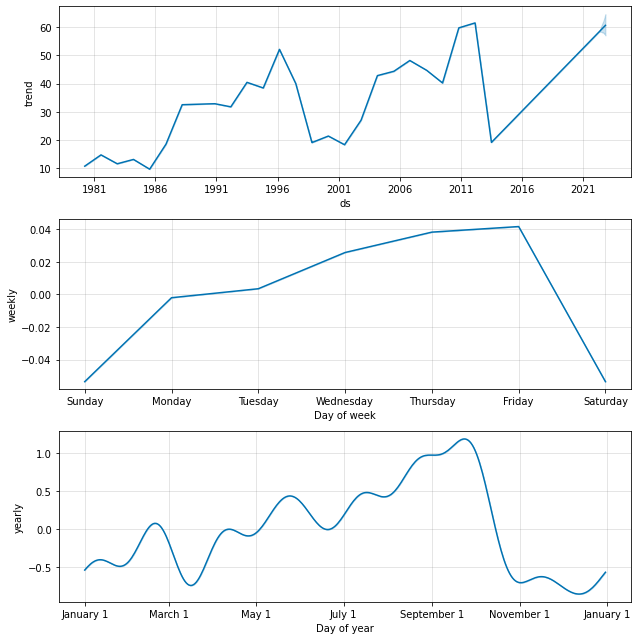 60
50
40
30
20
10
trend
1981 1986 1991 1996 2001 2006 2011 2016 2021
ds
0.04
0.02
0.00
−0.02
−0.04
weekly
Sunday Monday Tuesday Wednesday Thursday Friday Saturday
Day of week
1.0
0.5
0.0
−0.5
yearly
January 1 March 1 May 1 July 1 September 1 November 1 January 1
Day of year